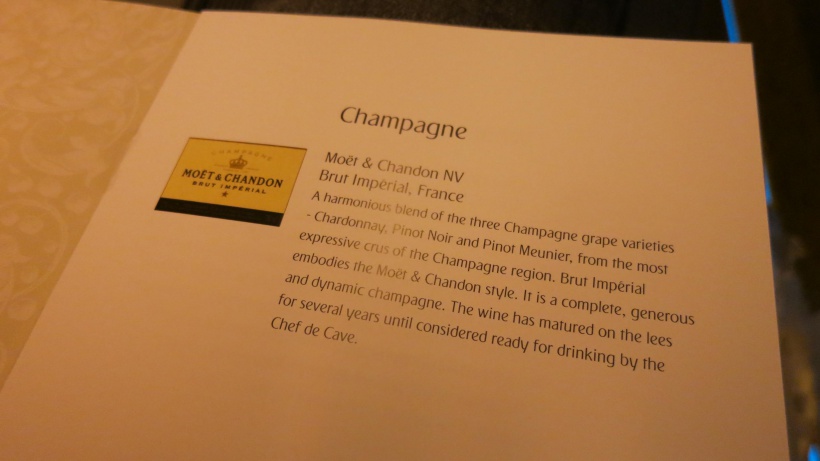 Champagne
CHAMPAGNE
MOËT & CHANDON
BRUT IMPÉRIAL
Moët & Chandon NV
Brut Impérial, France
A harmonious blend of the three Champagne grape varieties
- Chardonnay, Pinot Noir and Pinot Meunier, from the most
expressive crus of the Champagne region. Brut Impérial
embodies the Moët & Chandon style. It is a complete, generous
and dynamic champagne. The wine has matured on the lees
for several years until considered ready for drinking by the
Chef de Cave.